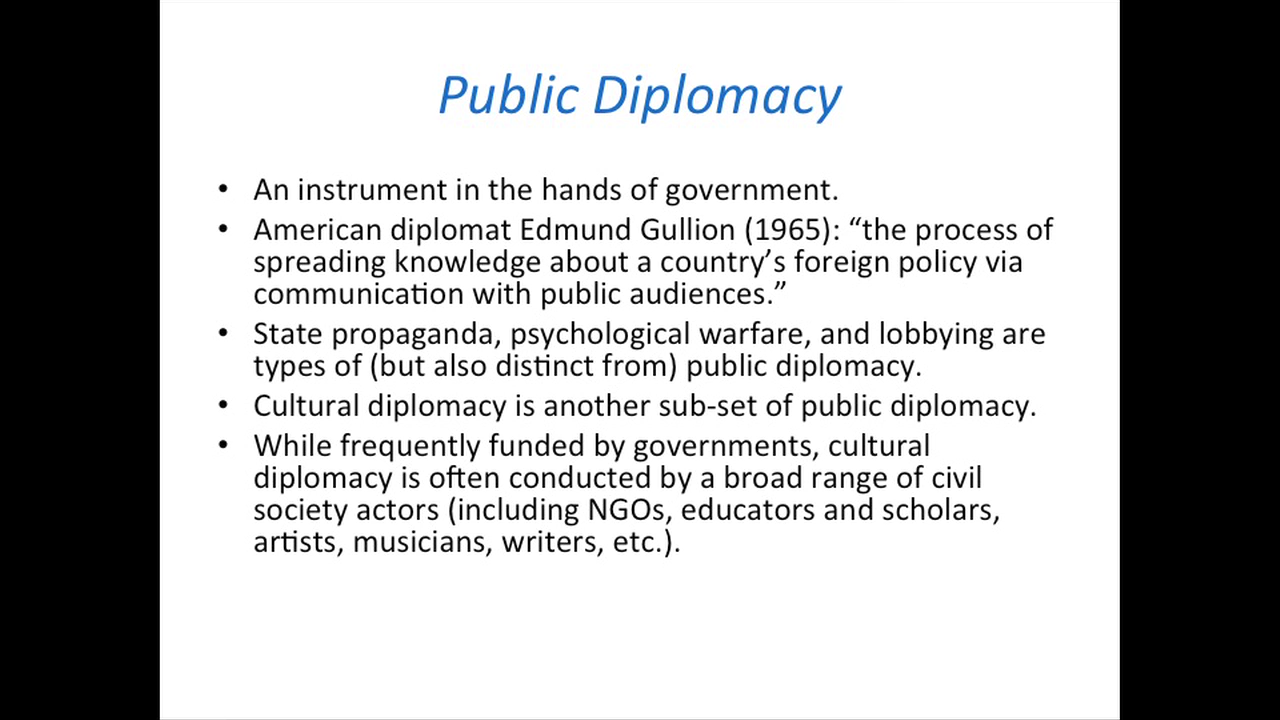 Public Diplomacy
• An instrument in the hands of government.
• American diplomat Edmund Gullion (1965): “the process of
spreading knowledge about a country’s foreign policy via
communication with public audiences.”
• State propaganda, psychological warfare, and lobbying are
types of (but also distinct from) public diplomacy.
• Cultural diplomacy is another sub-set of public diplomacy.
• While frequently funded by governments, cultural
diplomacy is often conducted by a broad range of civil
society actors (including NGOs, educators and scholars,
artists, musicians, writers, etc.).